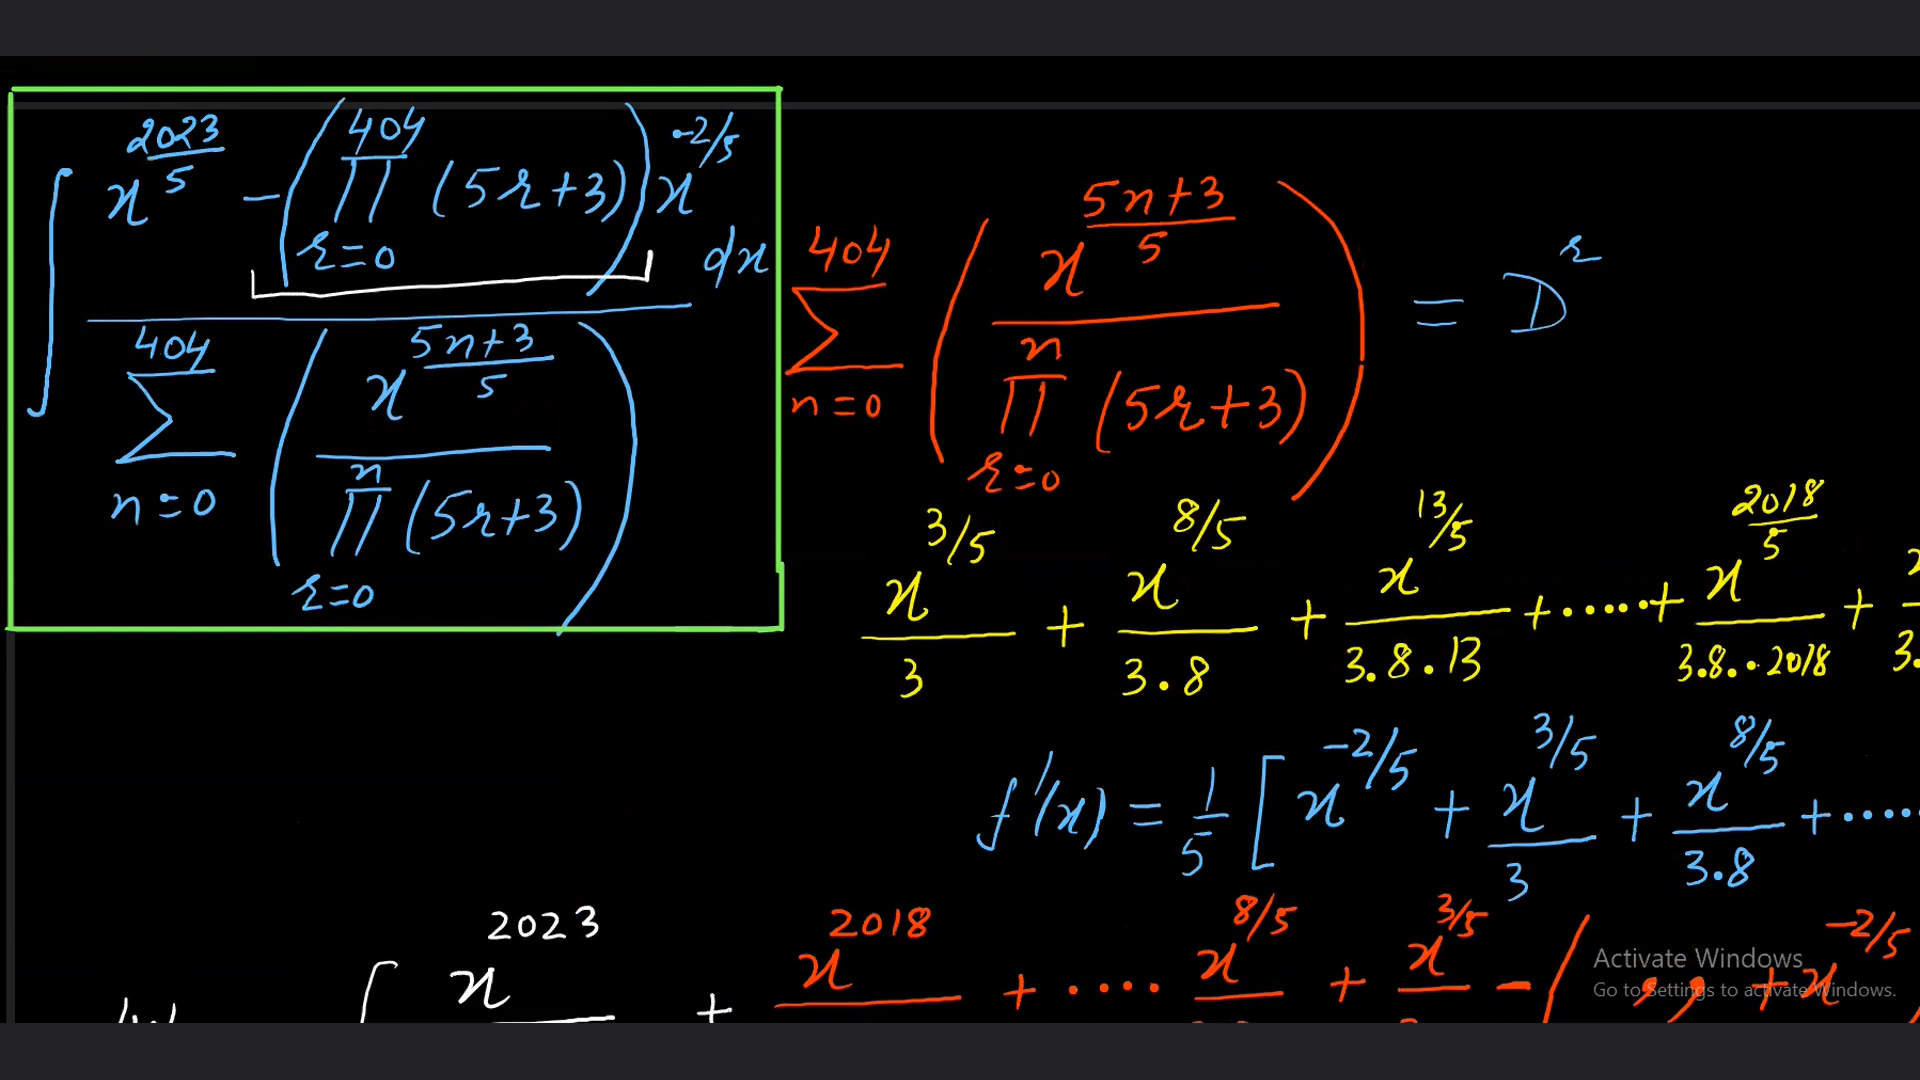 ∫ (x^(2023/5) - (∏_{r=0}^{404} (5r+3)) x^(-2/5)) / (∑_{n=0}^{404} (x^((5n+3)/5) / ∏_{r=0}^{n} (5r+3))) dx
∑_{n=0}^{404} (x^((5n+3)/5) / ∏_{r=0}^{n} (5r+3)) = D^r
x^(3/5)/3 + x^(8/5)/3.8 + x^(13/5)/3.8.13 + ..... + x^(2018/5)/3.8..2018 +
f'(x) = 1/5 [ x^(-2/5) + x^(3/5)/3 + x^(8/5)/3.8 + .....
x^2023 + x^2018 + .... x^(8/5) + x^(3/5) - ( + x^(-2/5)
Activate Windows
Go to Settings to activate Windows.